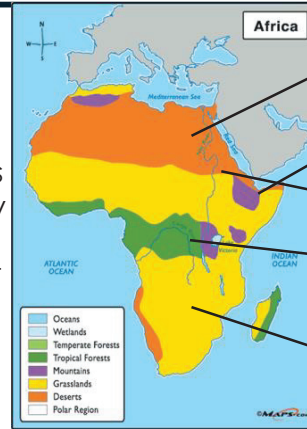 Africa
N
W
E
S
Mediterranean Sea
Red Sea
Victoria
ATLANTIC
OCEAN
INDIAN
OCEAN
Oceans
Wetlands
Temperate Forests
Tropical Forests
Mountains
Grasslands
Deserts
Polar Region
©MAPS.com